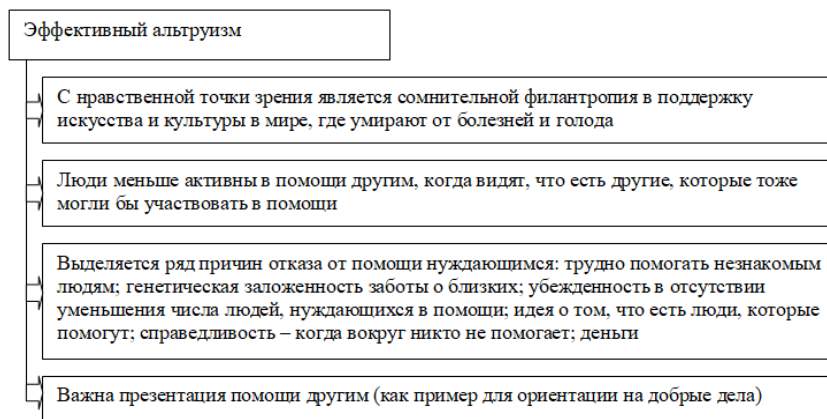 Эффективный альтруизм
С нравственной точки зрения является сомнительной филантропия в поддержку
искусства и культуры в мире, где умирают от болезней и голода
Люди меньше активны в помощи другим, когда видят, что есть другие, которые тоже
могли бы участвовать в помощи
Выделяется ряд причин отказа от помощи нуждающимся: трудно помогать незнакомым
людям; генетическая заложенность заботы о близких; убежденность в отсутствии
уменьшения числа людей, нуждающихся в помощи; идея о том, что есть люди, которые
помогут; справедливость – когда вокруг никто не помогает; деньги
Важна презентация помощи другим (как пример для ориентации на добрые дела)